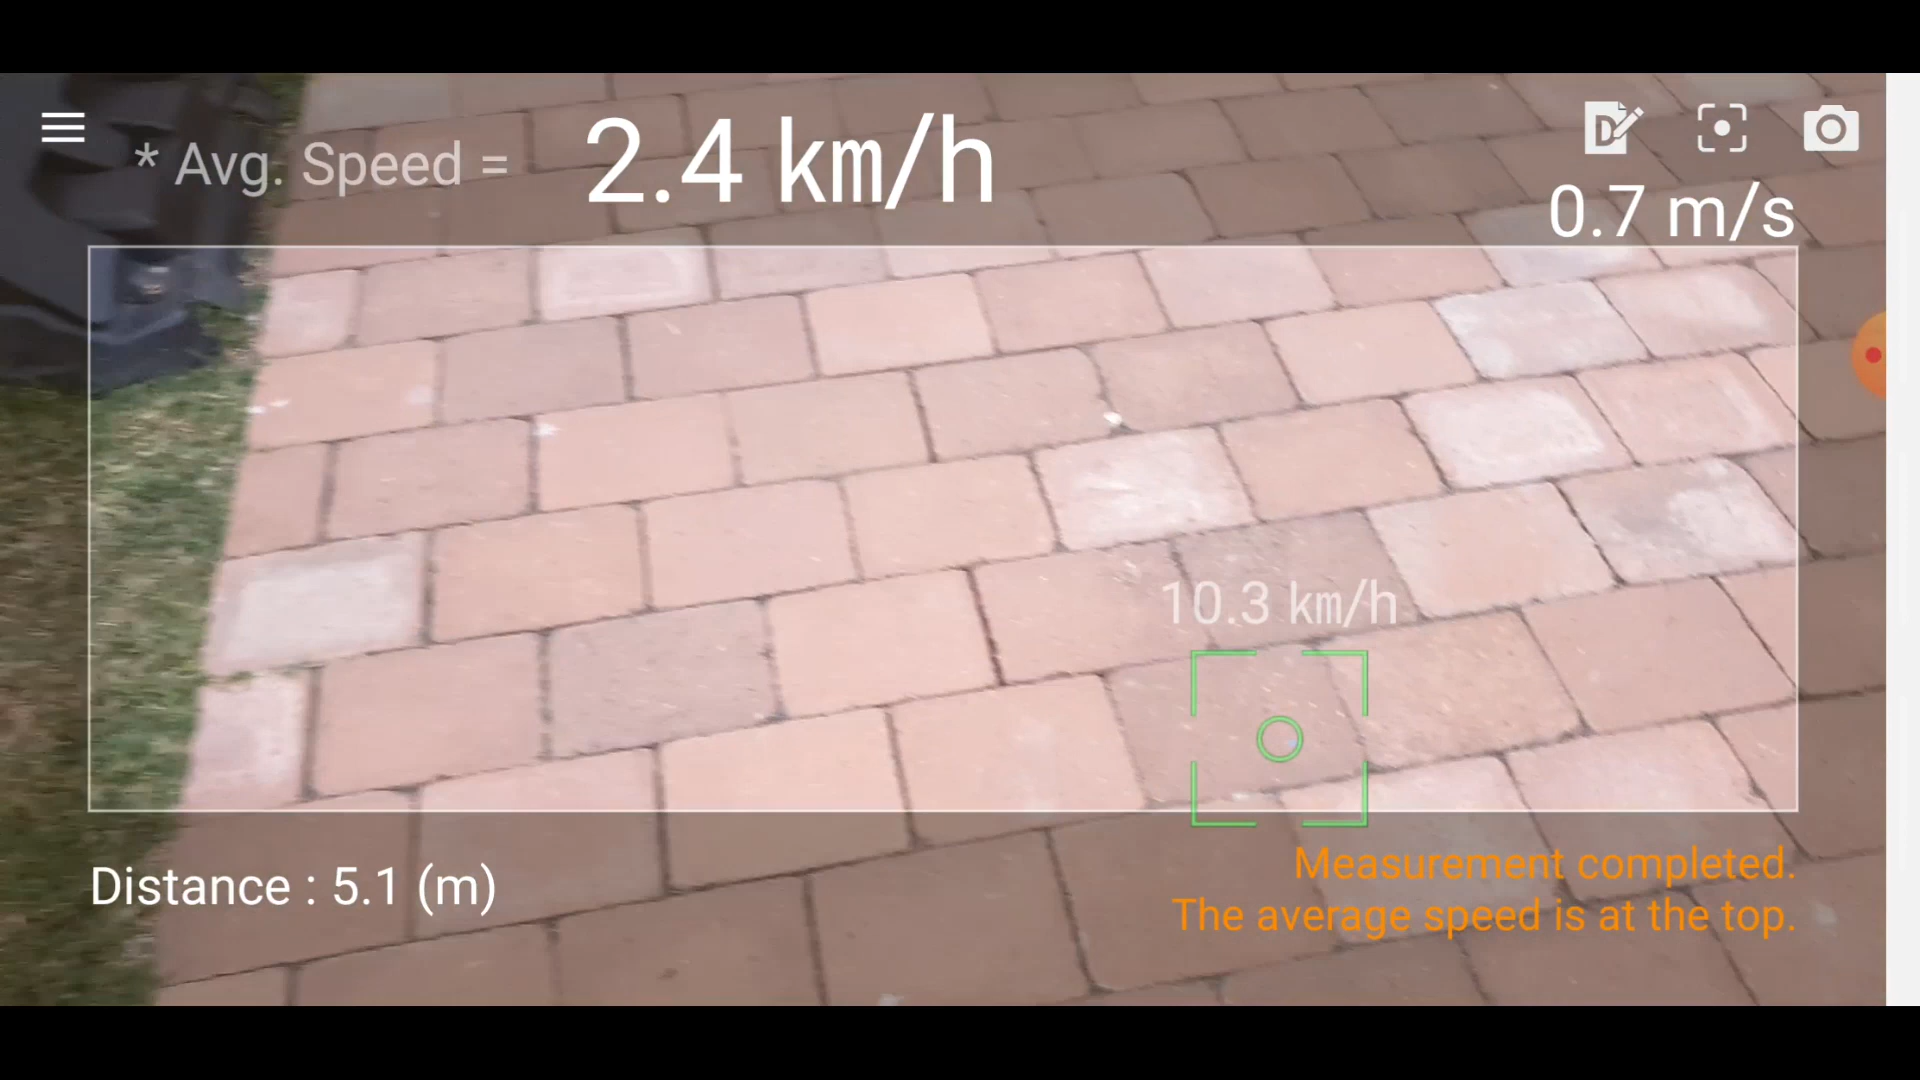 * Avg. Speed = 2.4 km/h
D
0.7 m/s
10.3 km/h
Distance : 5.1 (m)
Measurement completed.
The average speed is at the top.